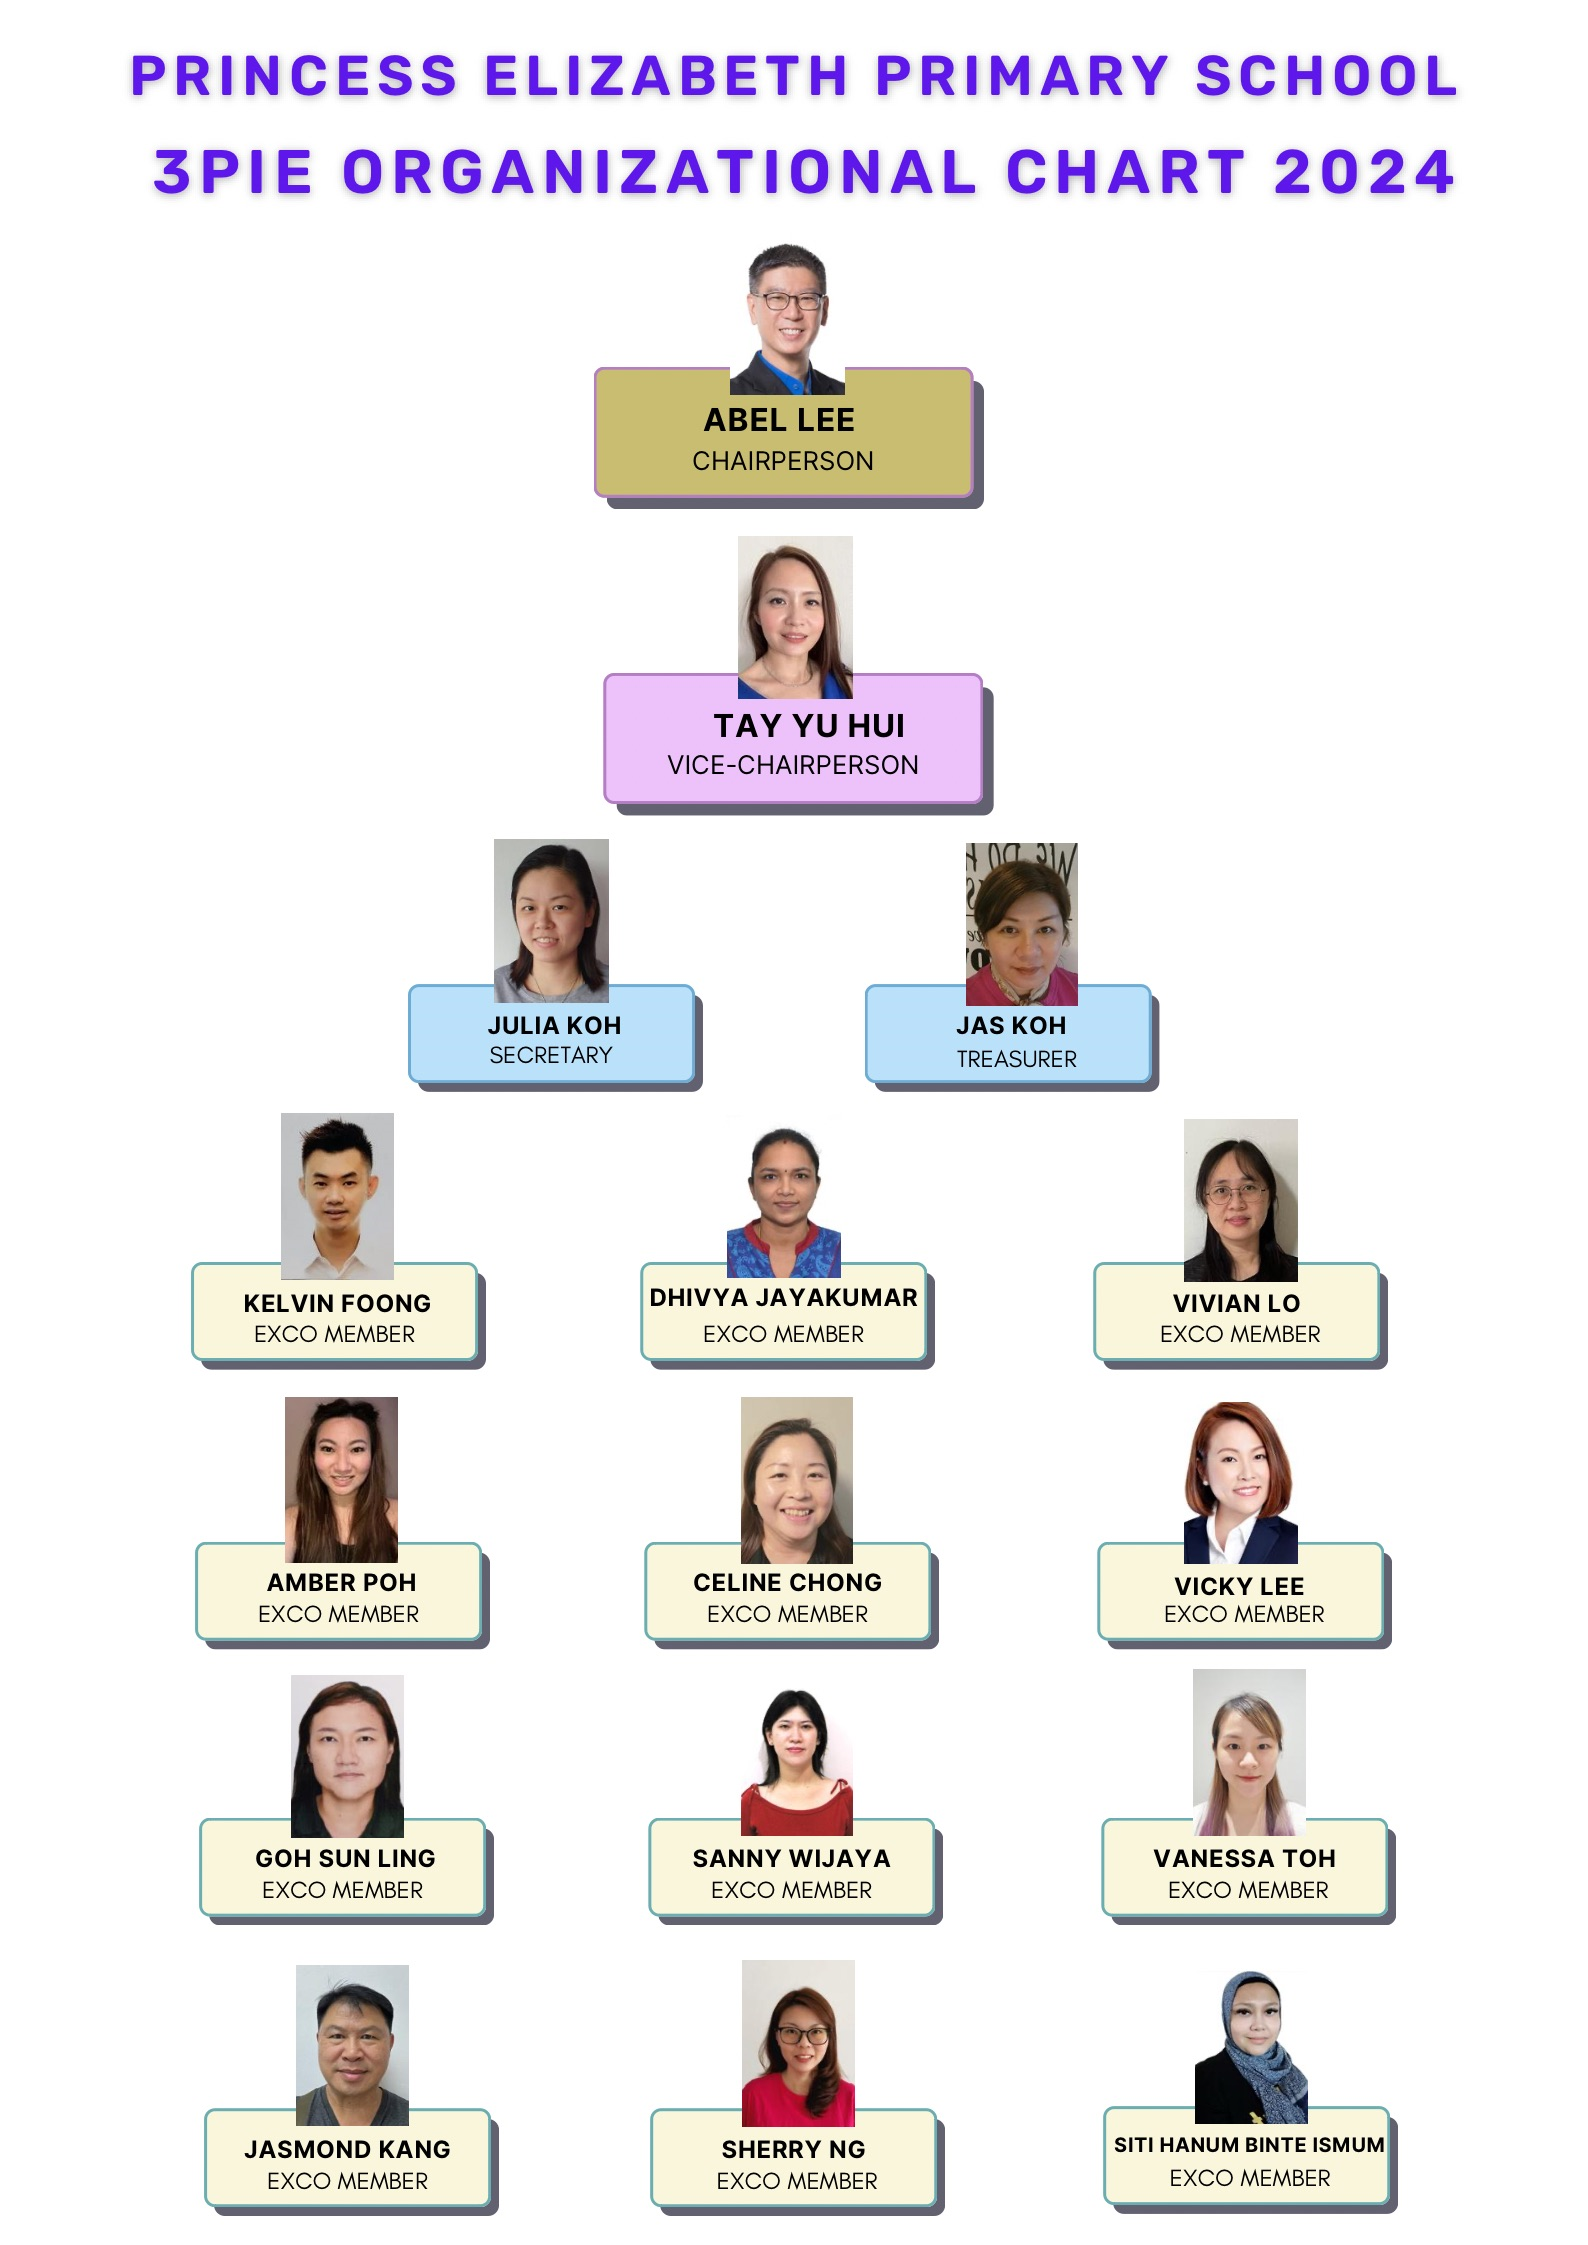 PRINCESS ELIZABETH PRIMARY SCHOOL
3PIE ORGANIZATIONAL CHART 2024
ABEL LEE
CHAIRPERSON
TAY YU HUI
VICE-CHAIRPERSON
JULIA KOH
SECRETARY
JAS KOH
TREASURER
KELVIN FOONG
EXCO MEMBER
DHIVYA JAYAKUMAR
EXCO MEMBER
VIVIAN LO
EXCO MEMBER
AMBER POH
EXCO MEMBER
CELINE CHONG
EXCO MEMBER
VICKY LEE
EXCO MEMBER
GOH SUN LING
EXCO MEMBER
SANNY WIJAYA
EXCO MEMBER
VANESSA TOH
EXCO MEMBER
JASMOND KANG
EXCO MEMBER
SHERRY NG
EXCO MEMBER
SITI HANUM BINTE ISMUM
EXCO MEMBER